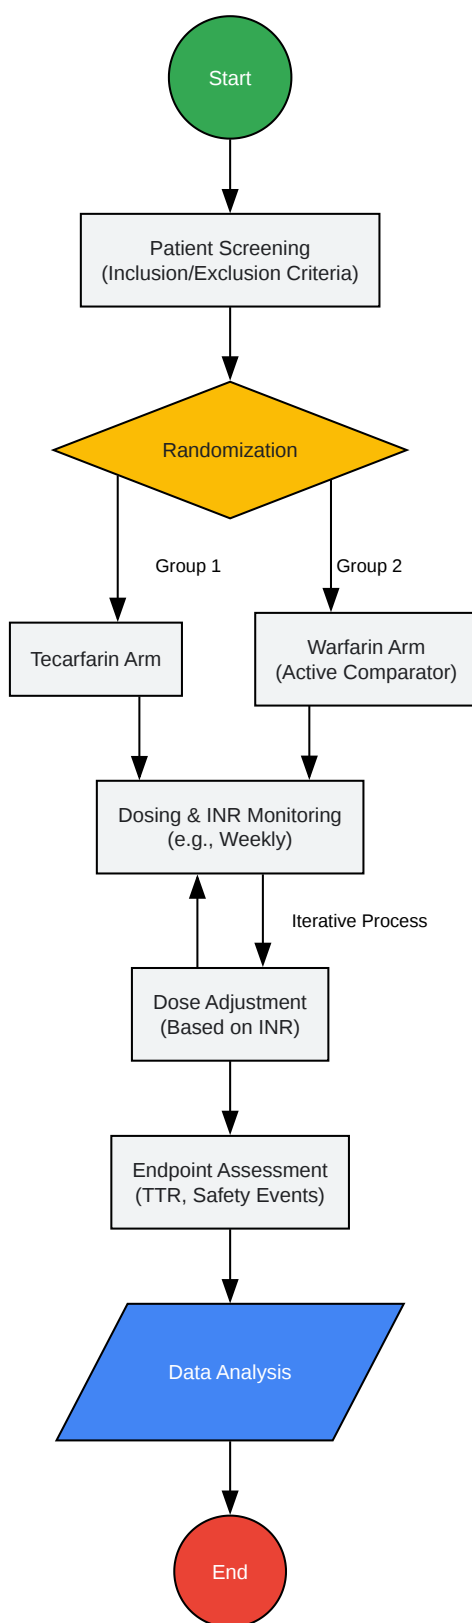 Start
Patient Screening
(Inclusion/Exclusion Criteria)
Randomization
Group 1
Group 2
Tecarfarin Arm
Warfarin Arm
(Active Comparator)
Dosing & INR Monitoring
(e.g., Weekly)
Iterative Process
Dose Adjustment
(Based on INR)
Endpoint Assessment
(TTR, Safety Events)
Data Analysis
End